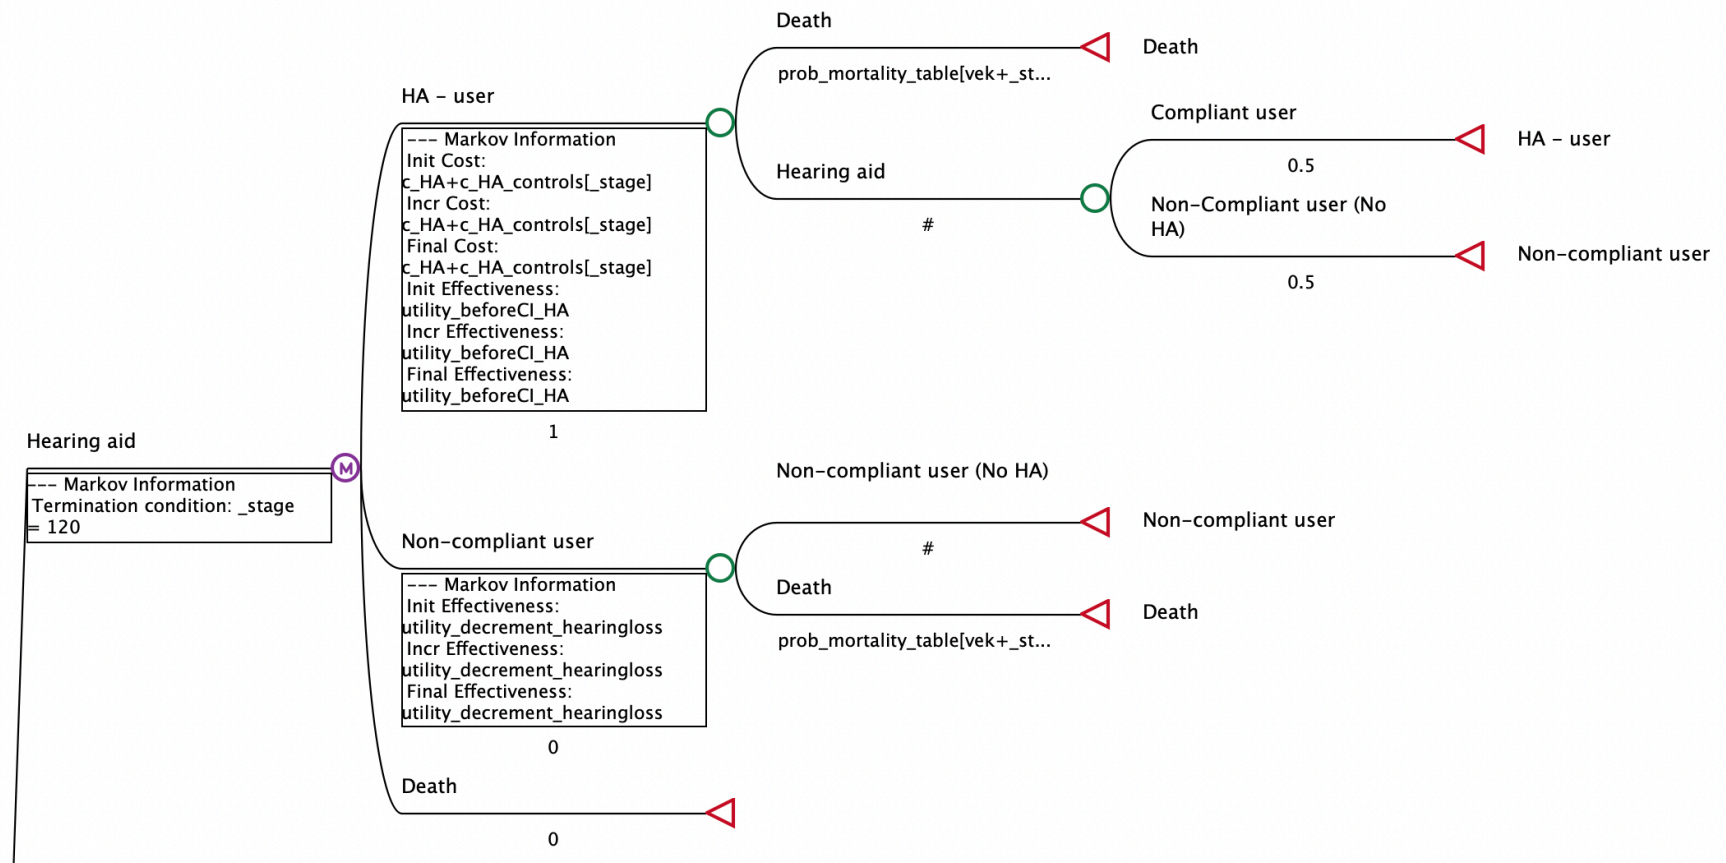 Death
Death
prob_mortality_table[vek+_st...
HA - user
Compliant user
--- Markov Information
Init Cost:
c_HA+c_HA_controls[_stage]
Incr Cost:
c_HA+c_HA_controls[_stage]
Final Cost:
c_HA+c_HA_controls[_stage]
Init Effectiveness:
utility_beforeCI_HA
Incr Effectiveness:
utility_beforeCI_HA
Final Effectiveness:
utility_beforeCI_HA
1
HA - user
0.5
Hearing aid
#
Non-Compliant user (No
HA)
Non-compliant user
0.5
Hearing aid
--- Markov Information
Termination condition: _stage
= 120
M
Non-compliant user (No HA)
Non-compliant user
#
Non-compliant user
--- Markov Information
Init Effectiveness:
utility_decrement_hearingloss
Incr Effectiveness:
utility_decrement_hearingloss
Final Effectiveness:
utility_decrement_hearingloss
0
Death
Death
prob_mortality_table[vek+_st...
Death
0